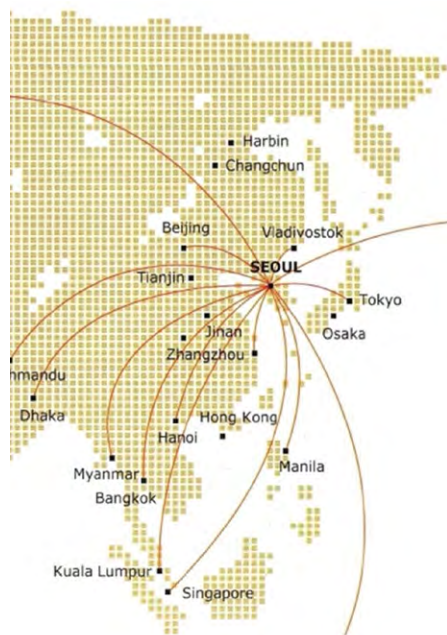 Harbin
Changchun
Beijing
Vladivostok
SEOUL
Tianjin
Tokyo
Jinan
Osaka
Zhangzhou
hmandu
Dhaka
Hong Kong
Hanoi
Myanmar
Manila
Bangkok
Kuala Lumpur
Singapore